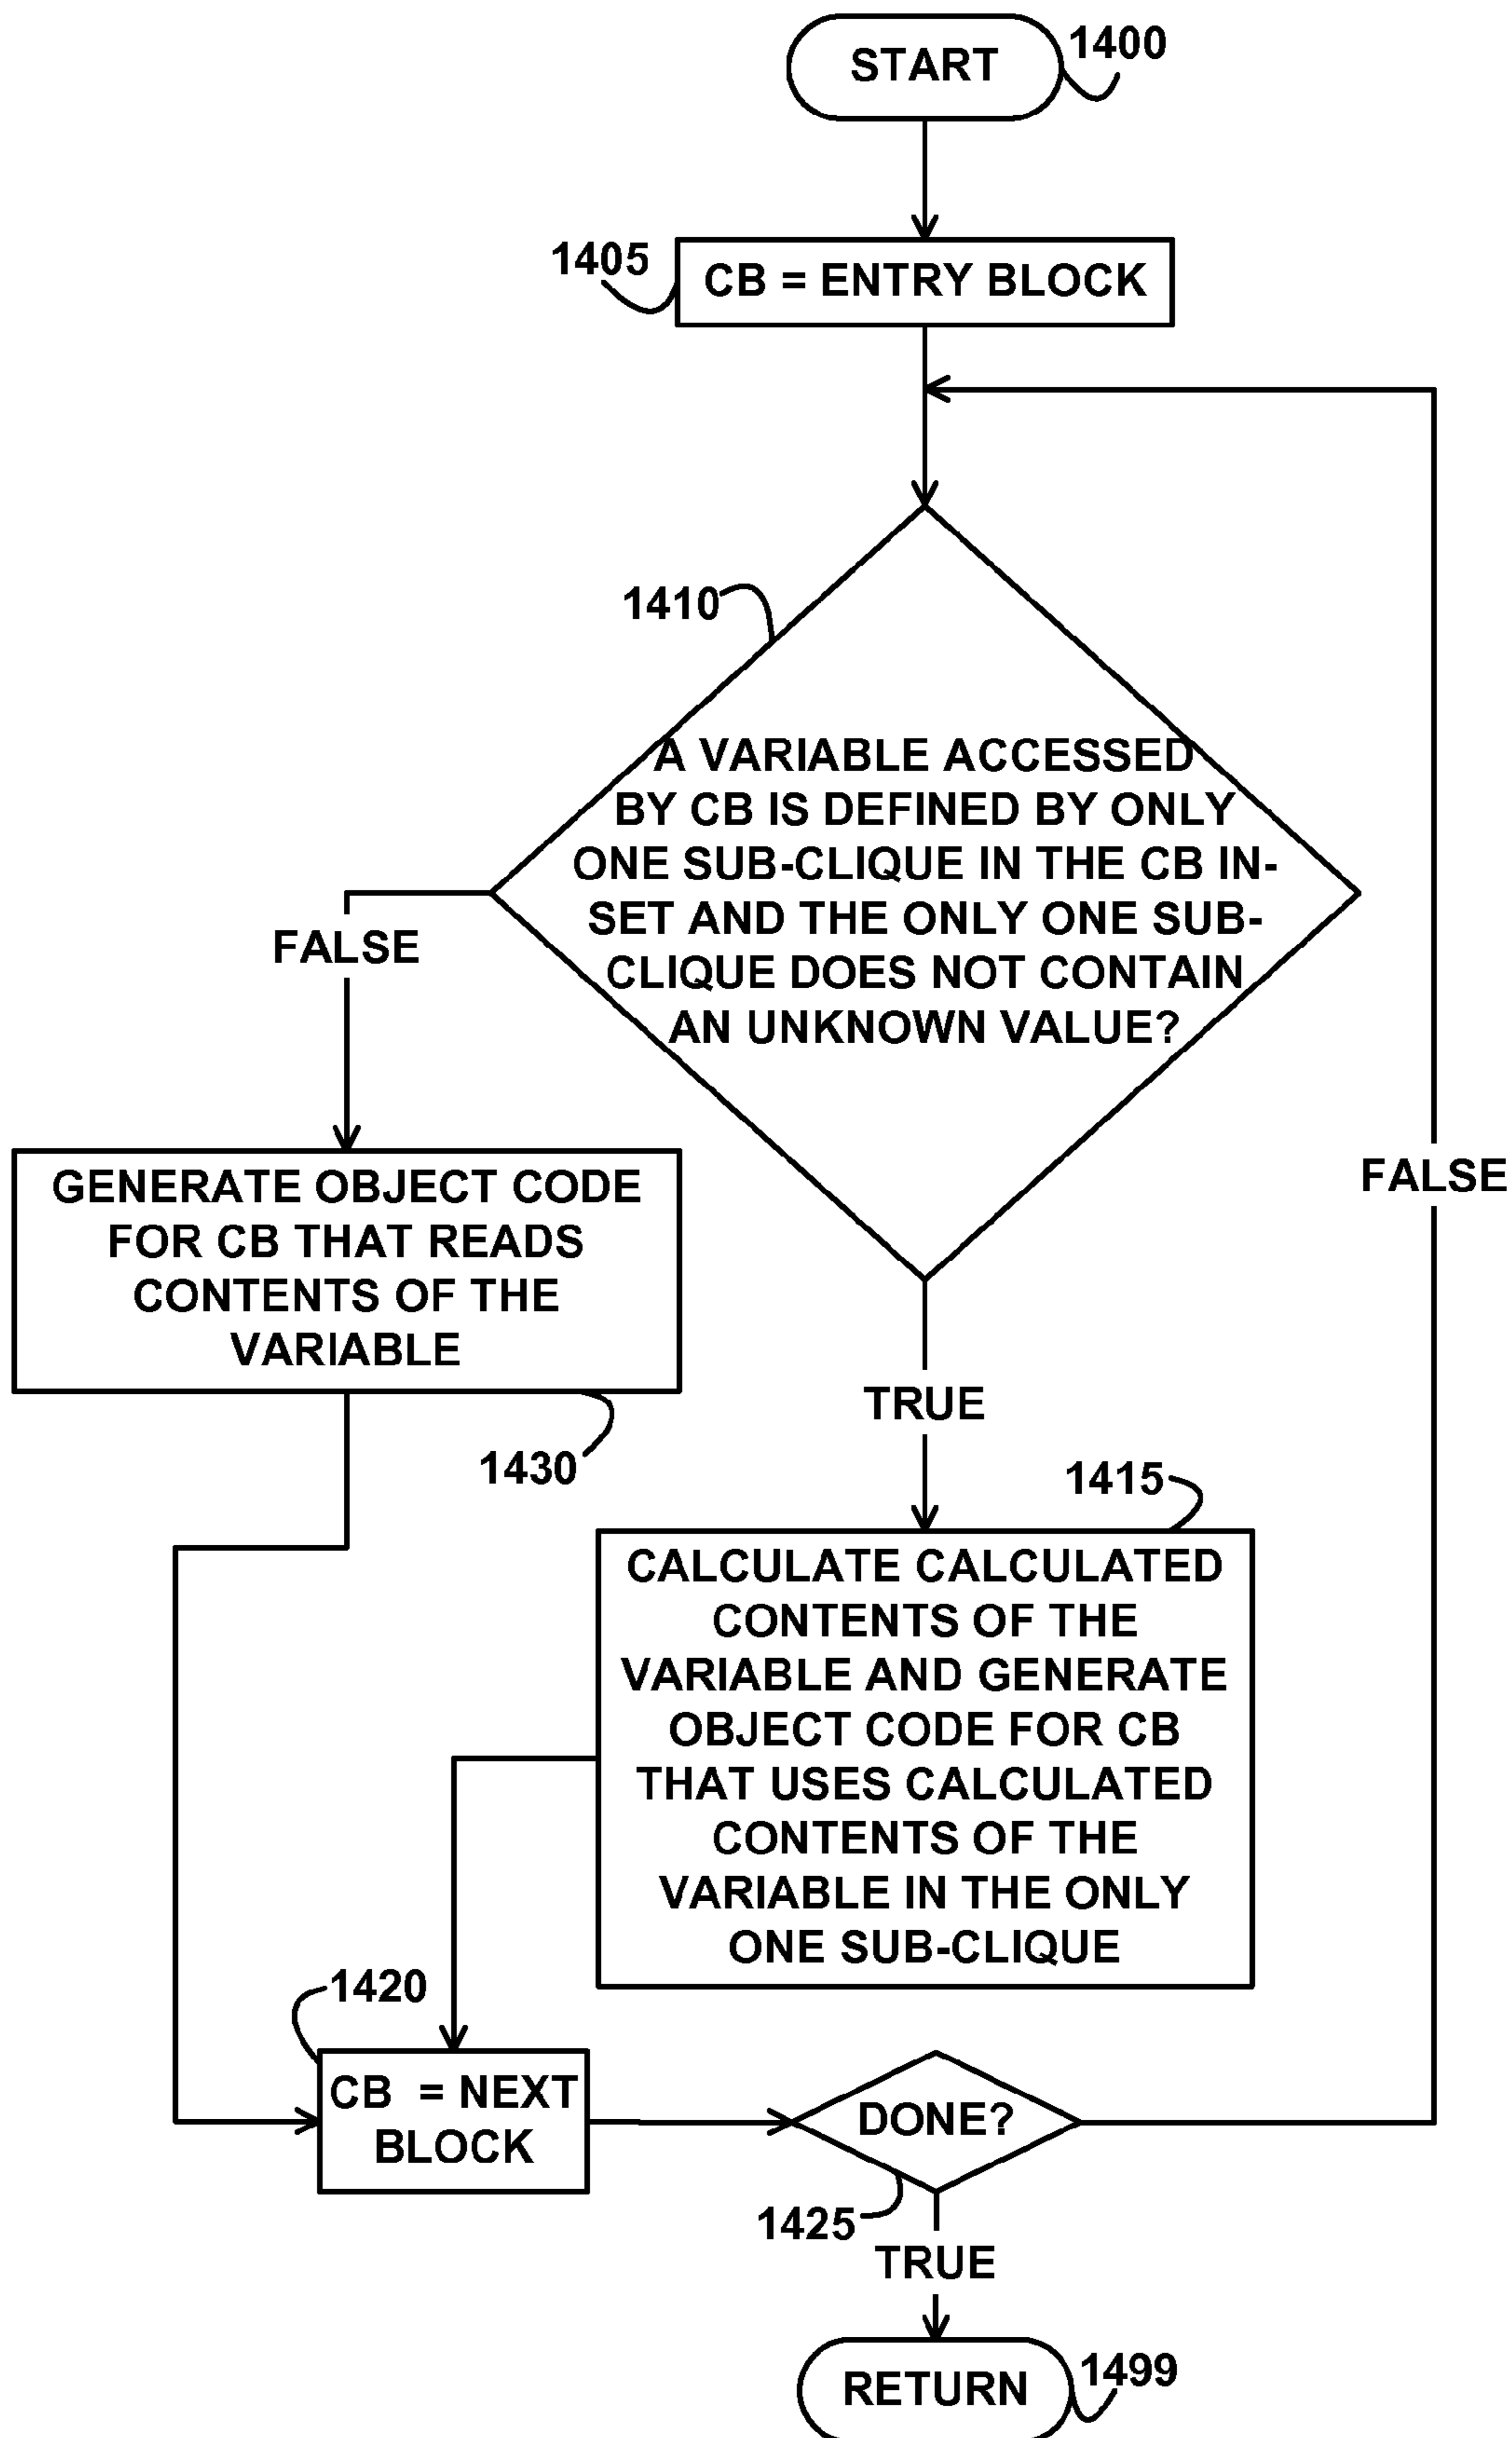 START
1400
1405
CB = ENTRY BLOCK
1410
A VARIABLE ACCESSED
BY CB IS DEFINED BY ONLY
ONE SUB-CLIQUE IN THE CB IN-
SET AND THE ONLY ONE SUB-
CLIQUE DOES NOT CONTAIN
AN UNKNOWN VALUE?
FALSE
GENERATE OBJECT CODE
FOR CB THAT READS
CONTENTS OF THE
VARIABLE
1430
FALSE
TRUE
1415
CALCULATE CALCULATED
CONTENTS OF THE
VARIABLE AND GENERATE
OBJECT CODE FOR CB
THAT USES CALCULATED
CONTENTS OF THE
VARIABLE IN THE ONLY
ONE SUB-CLIQUE
1420
CB = NEXT
BLOCK
DONE?
1425
TRUE
RETURN
1499